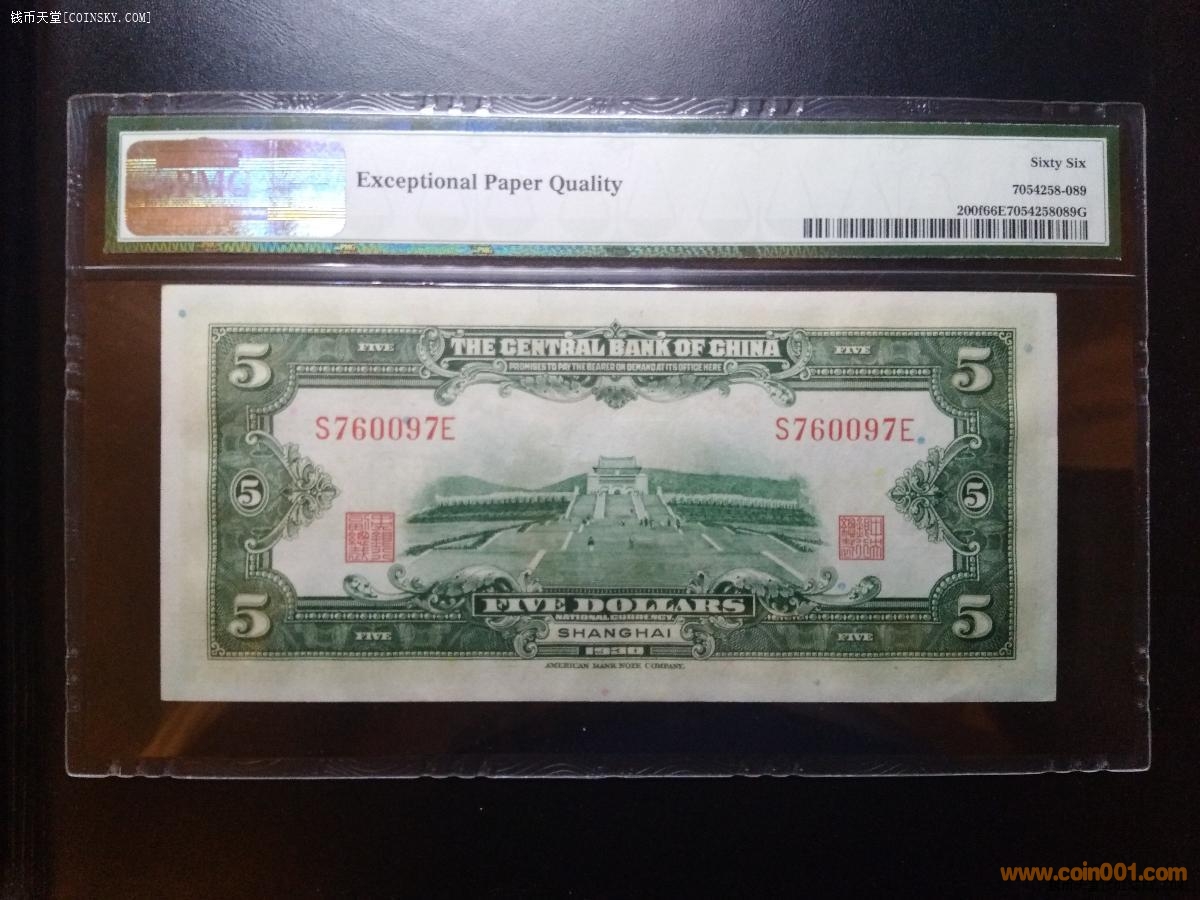 钱币天堂[COINSKY.COM]
PMG
Exceptional Paper Quality
Sixty Six
7054258-089
200f66E7054258089G
5 FIVE THE CENTRAL BANK OF CHINA FIVE 5
PROMISES TO PAY THE BEARER ON DEMAND AT ITS OFFICE HERE
S760097E S760097E
5 5
5 FIVE DOLLARS 5
NATIONAL CURRENCY
FIVE SHANGHAI FIVE
1930
AMERICAN BANK NOTE COMPANY.
www.coin001.com